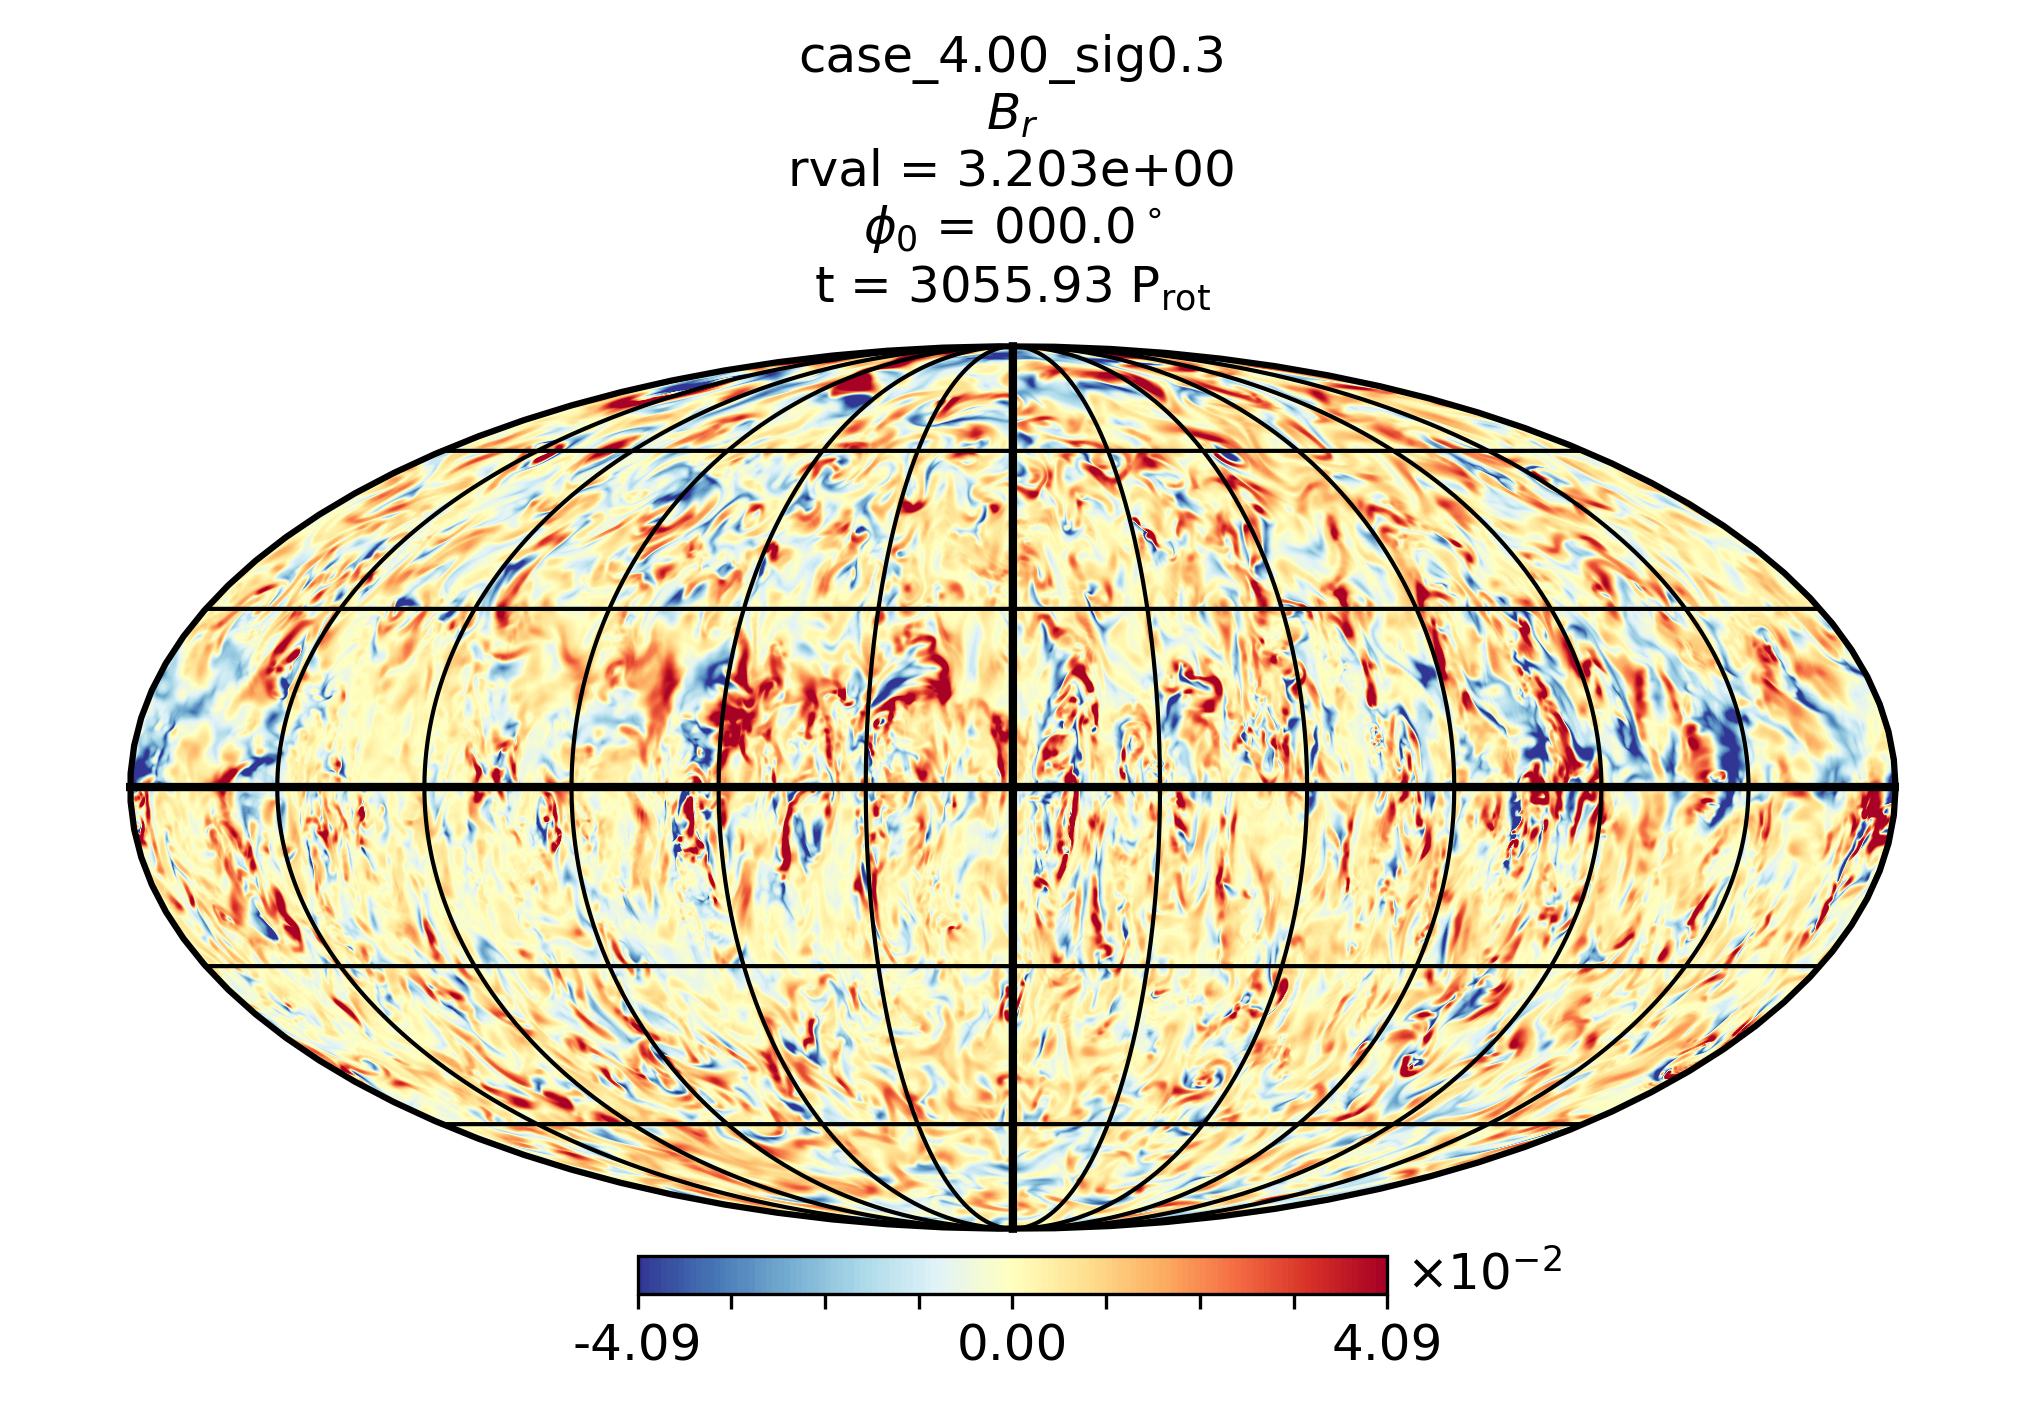 case_4.00_sig0.3
B_r
rval = 3.203e+00
ϕ₀ = 000.0°
t = 3055.93 P_rot
×10⁻²
-4.09 0.00 4.09